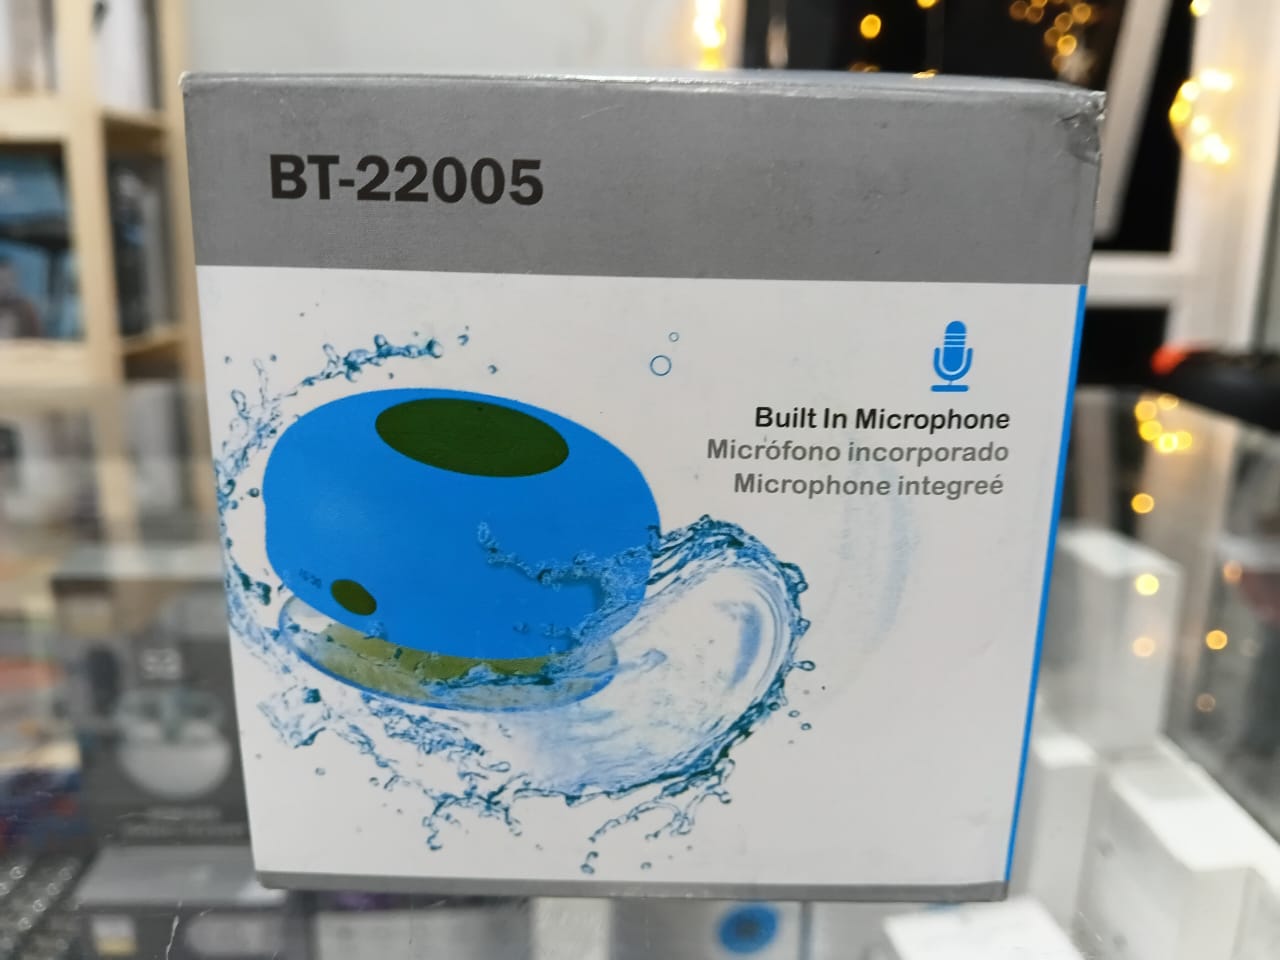 BT-22005
Built In Microphone
Micrófono incorporado
Microphone integreé